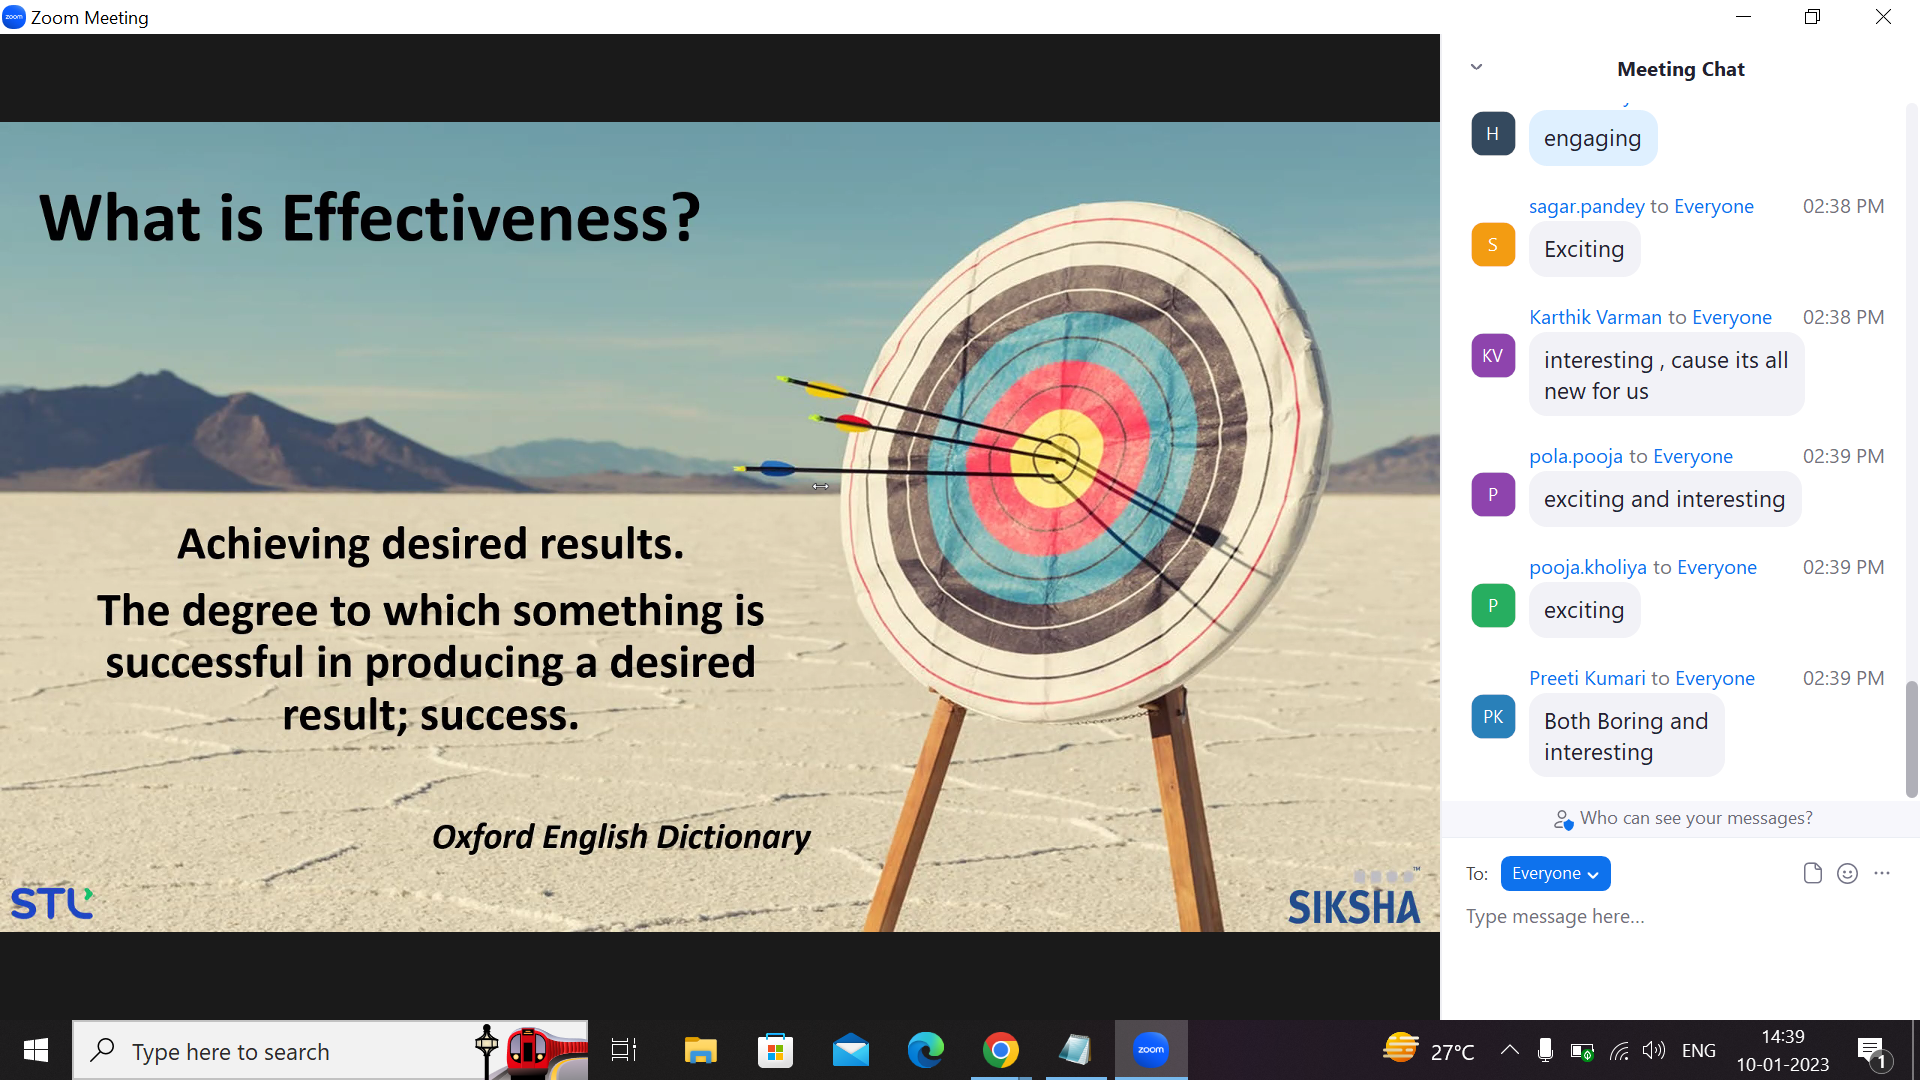 zoom Zoom Meeting
What is Effectiveness?
Achieving desired results.
The degree to which something is
successful in producing a desired
result; success.
Oxford English Dictionary
STL
SIKSHA™
Meeting Chat
H
engaging
sagar.pandey to Everyone 02:38 PM
S
Exciting
Karthik Varman to Everyone 02:38 PM
KV
interesting , cause its all
new for us
pola.pooja to Everyone 02:39 PM
P
exciting and interesting
pooja.kholiya to Everyone 02:39 PM
P
exciting
Preeti Kumari to Everyone 02:39 PM
PK
Both Boring and
interesting
Who can see your messages?
To: Everyone
Type message here...
Type here to search
zoom
27°C
ENG
14:39
10-01-2023
1